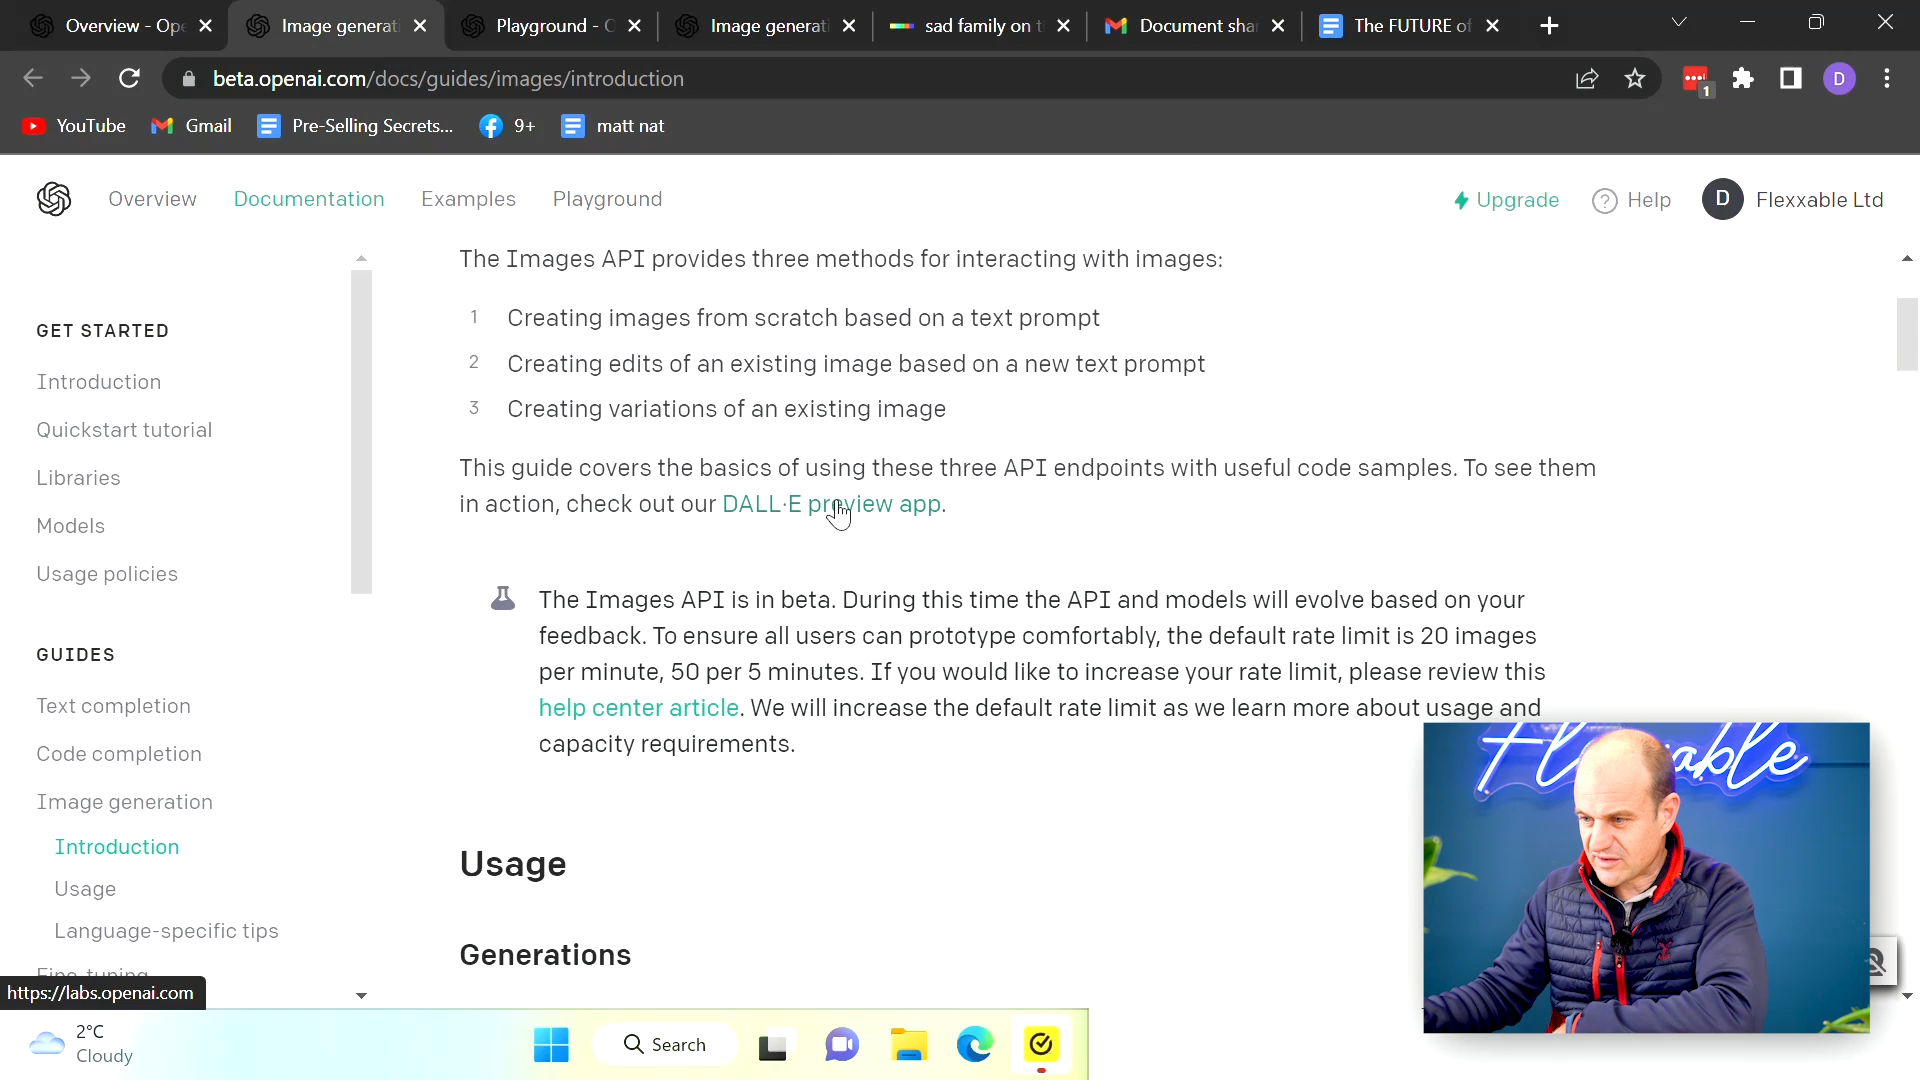 Overview - Op
Image generati
Playground - O
Image generati
sad family on t
Document shar
The FUTURE of
beta.openai.com/docs/guides/images/introduction
1
D
YouTube
Gmail
Pre-Selling Secrets...
9+
matt nat
Overview
Documentation
Examples
Playground
Upgrade
Help
D
Flexxable Ltd
GET STARTED
Introduction
Quickstart tutorial
Libraries
Models
Usage policies
GUIDES
Text completion
Code completion
Image generation
Introduction
Usage
Language-specific tips
Fine-tuning
The Images API provides three methods for interacting with images:
1 Creating images from scratch based on a text prompt
2 Creating edits of an existing image based on a new text prompt
3 Creating variations of an existing image
This guide covers the basics of using these three API endpoints with useful code samples. To see them
in action, check out our DALL·E preview app.
The Images API is in beta. During this time the API and models will evolve based on your
feedback. To ensure all users can prototype comfortably, the default rate limit is 20 images
per minute, 50 per 5 minutes. If you would like to increase your rate limit, please review this
help center article. We will increase the default rate limit as we learn more about usage and
capacity requirements.
Usage
Generations
Flexxable
https://labs.openai.com
2°C
Cloudy
Search